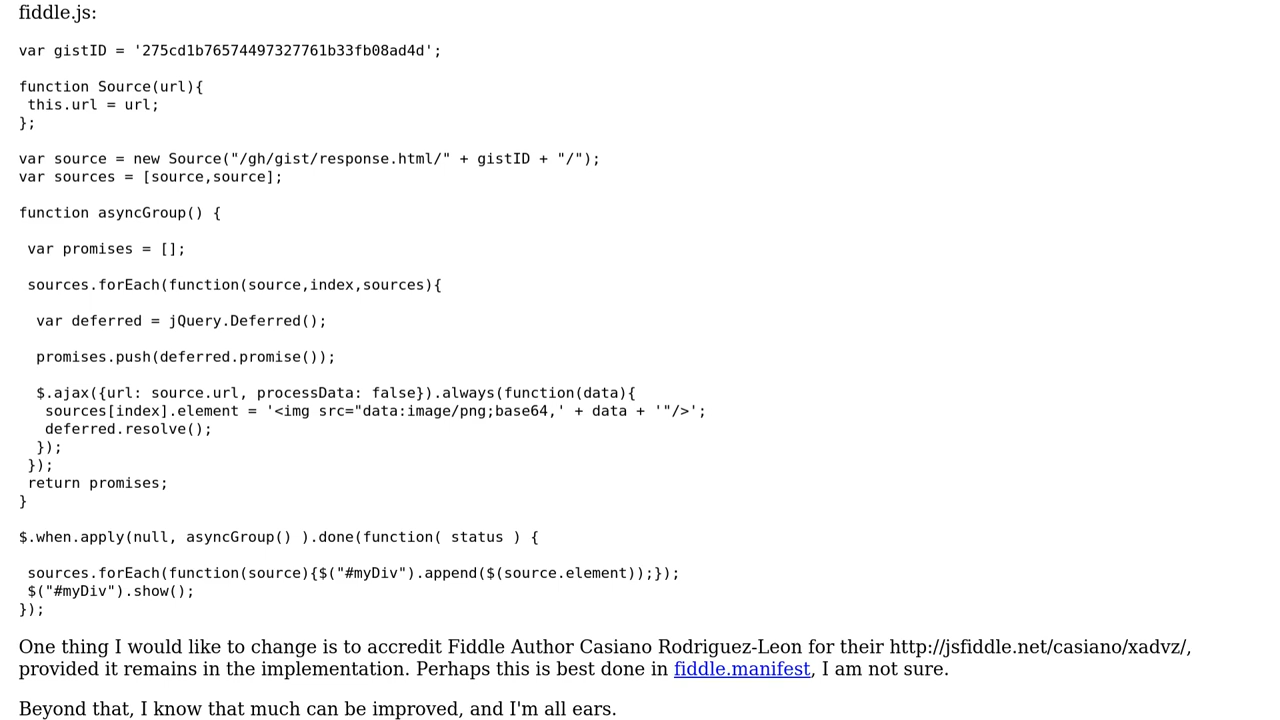 fiddle.js:
var gistID = '275cd1b76574497327761b33fb08ad4d';
function Source(url){
this.url = url;
};
var source = new Source("/gh/gist/response.html/" + gistID + "/");
var sources = [source,source];
function asyncGroup() {
var promises = [];
sources.forEach(function(source,index,sources){
var deferred = jQuery.Deferred();
promises.push(deferred.promise());
$.ajax({url: source.url, processData: false}).always(function(data){
sources[index].element = '<img src="data:image/png;base64,' + data + '"/>';
deferred.resolve();
});
});
return promises;
}
$.when.apply(null, asyncGroup() ).done(function( status ) {
sources.forEach(function(source){$("#myDiv").append($(source.element));});
$("#myDiv").show();
});
One thing I would like to change is to accredit Fiddle Author Casiano Rodriguez-Leon for their http://jsfiddle.net/casiano/xadvz/,
provided it remains in the implementation. Perhaps this is best done in fiddle.manifest, I am not sure.
Beyond that, I know that much can be improved, and I'm all ears.